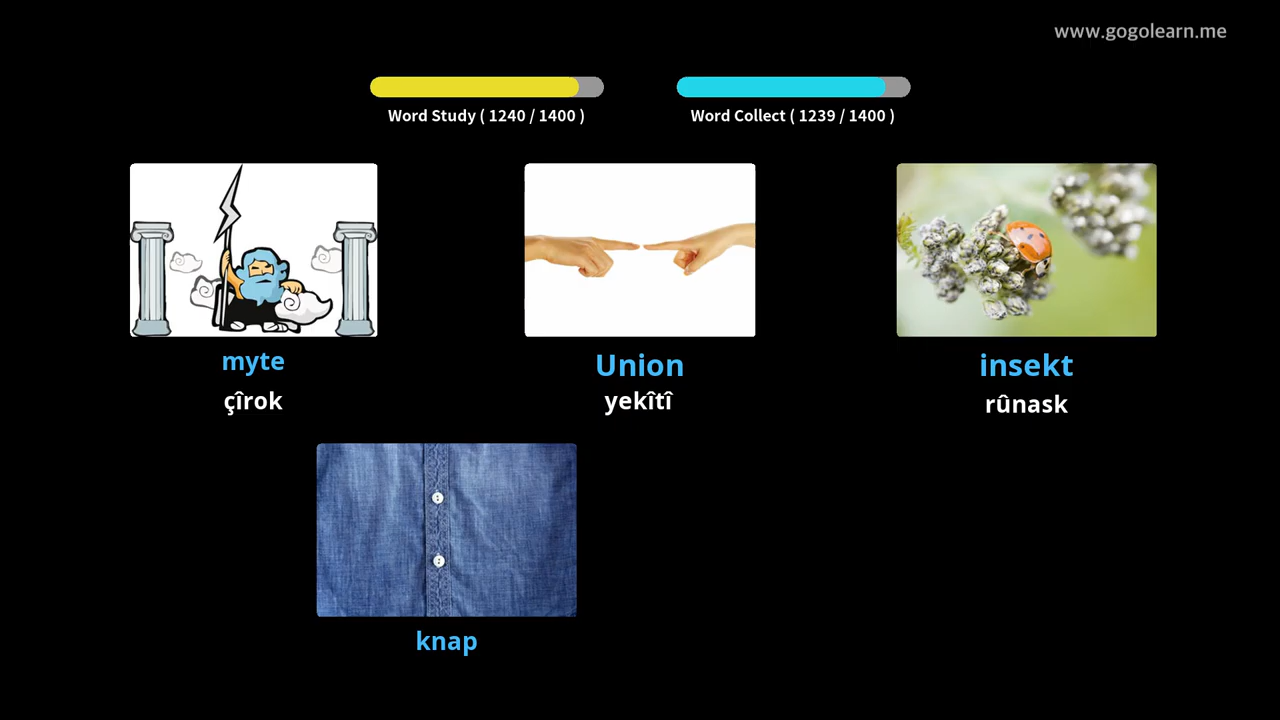 www.gogolearn.me
Word Study ( 1240 / 1400 )
Word Collect ( 1239 / 1400 )
myte
Union
insekt
çîrok
yekîtî
rûnask
knap